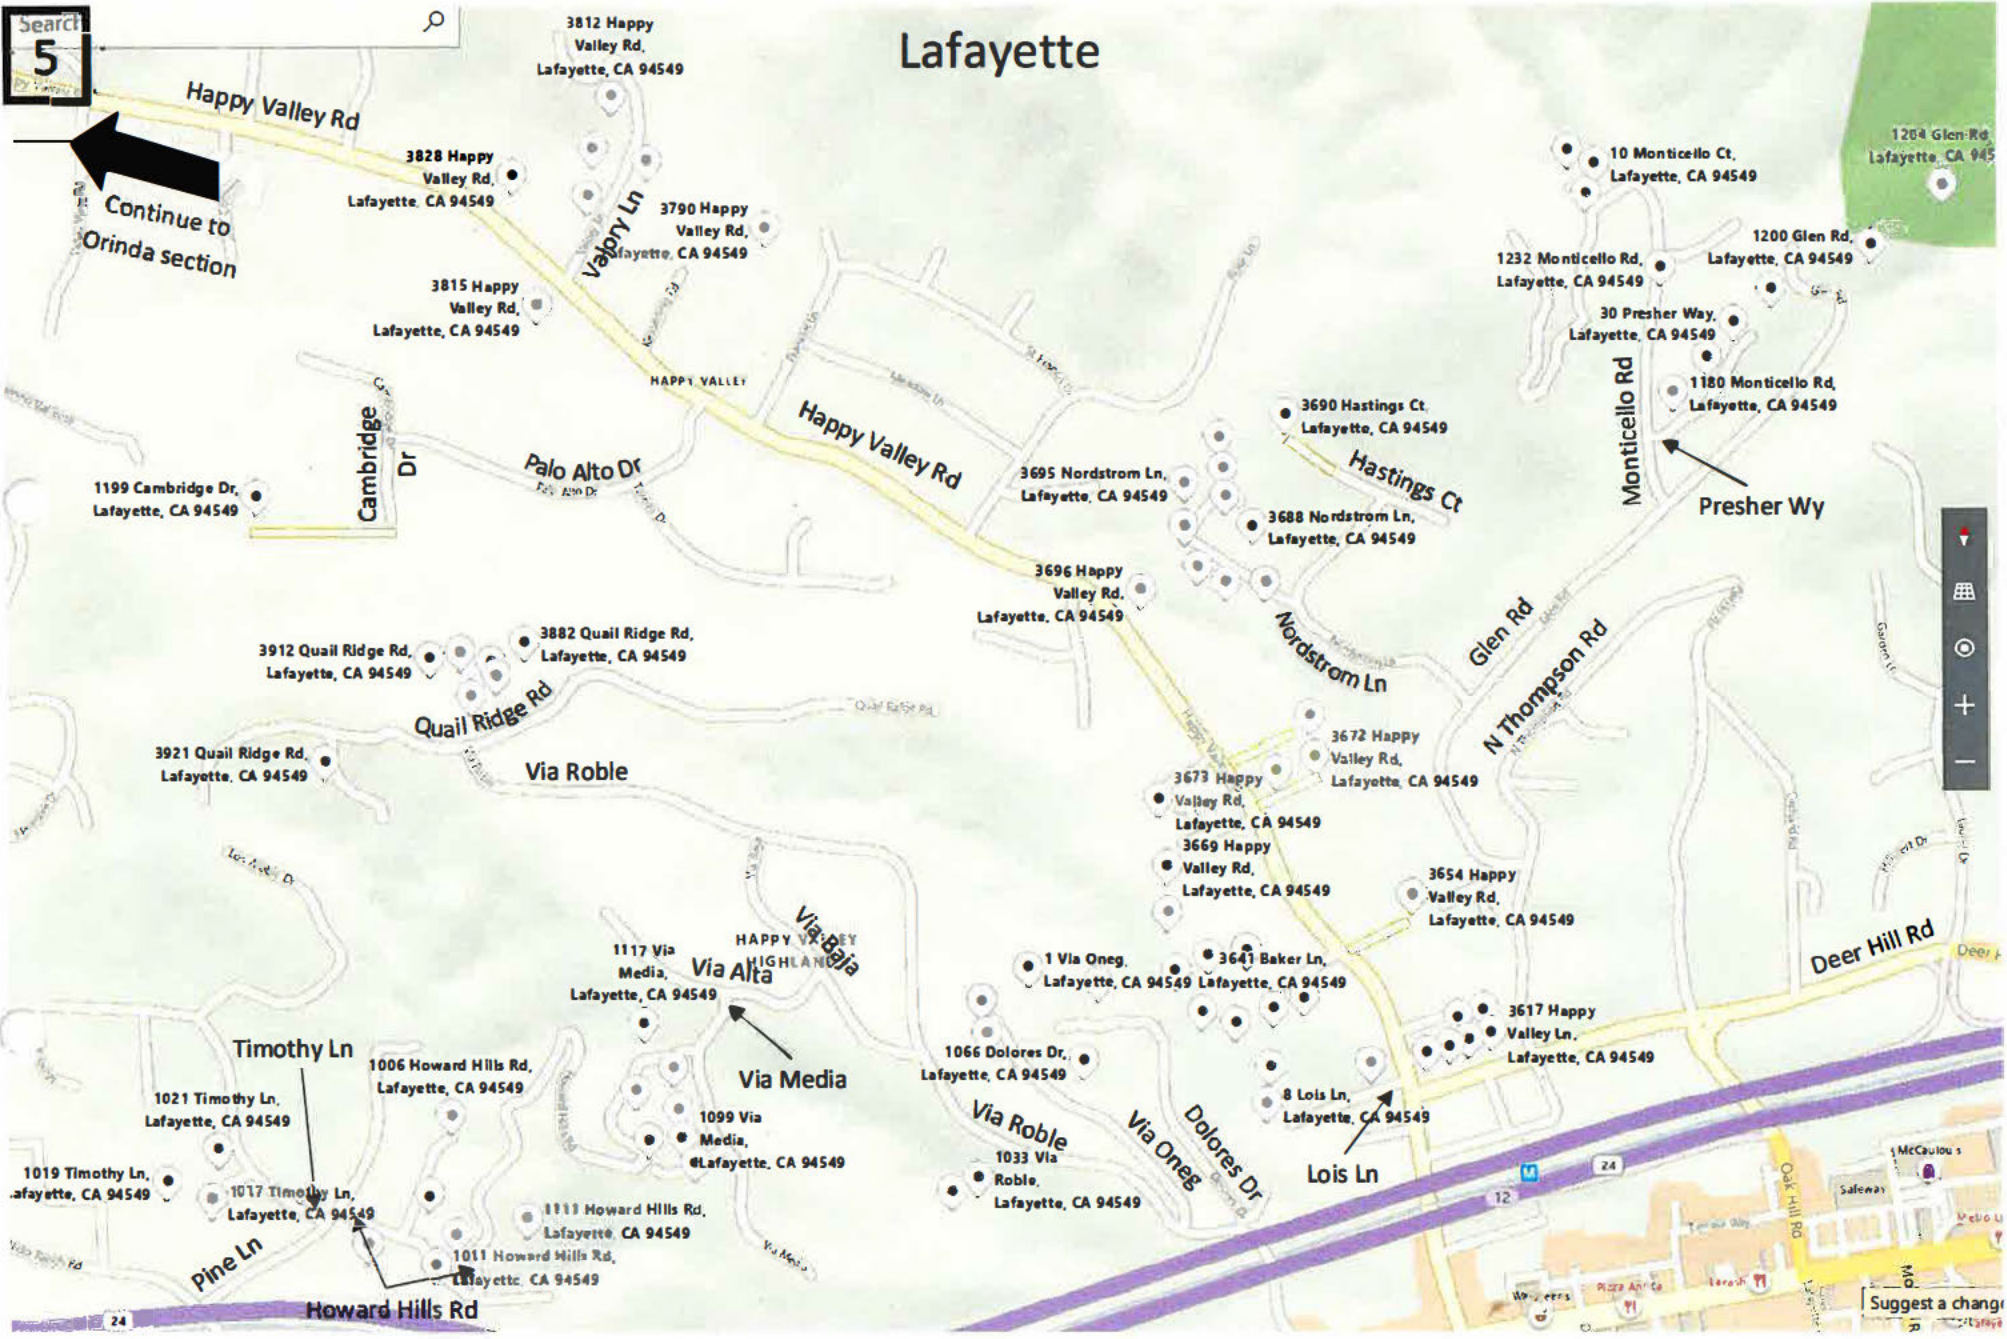 Search
5
Lafayette
3812 Happy
Valley Rd,
Lafayette, CA 94549
Happy Valley Rd
3828 Happy
Valley Rd,
Lafayette, CA 94549
Continue to
Orinda section
Valory Ln
3790 Happy
Valley Rd,
Lafayette, CA 94549
3815 Happy
Valley Rd,
Lafayette, CA 94549
1204 Glen Rd
Lafayette, CA 945
10 Monticello Ct,
Lafayette, CA 94549
1200 Glen Rd,
Lafayette, CA 94549
1232 Monticello Rd,
Lafayette, CA 94549
30 Presher Way,
Lafayette, CA 94549
1180 Monticello Rd,
Lafayette, CA 94549
Monticello Rd
Presher Wy
HAPPY VALLEY
Happy Valley Rd
3690 Hastings Ct,
Lafayette, CA 94549
Hastings Ct
3695 Nordstrom Ln,
Lafayette, CA 94549
3688 Nordstrom Ln,
Lafayette, CA 94549
Cambridge
Dr
Palo Alto Dr
Palo Alto Dr
1199 Cambridge Dr,
Lafayette, CA 94549
3696 Happy
Valley Rd,
Lafayette, CA 94549
Nordstrom Ln
Glen Rd
N Thompson Rd
3912 Quail Ridge Rd,
Lafayette, CA 94549
3882 Quail Ridge Rd,
Lafayette, CA 94549
Quail Ridge Rd
Quail Ridge Rd
3921 Quail Ridge Rd,
Lafayette, CA 94549
Via Roble
3672 Happy
Valley Rd,
Lafayette, CA 94549
3673 Happy
Valley Rd,
Lafayette, CA 94549
3669 Happy
Valley Rd,
Lafayette, CA 94549
3654 Happy
Valley Rd,
Lafayette, CA 94549
Deer Hill Rd
HAPPY VALLEY
HIGHLAND
Via Baja
Via Alta
1117 Via
Media,
Lafayette, CA 94549
1 Via Oneg,
Lafayette, CA 94549
3641 Baker Ln,
Lafayette, CA 94549
3617 Happy
Valley Ln,
Lafayette, CA 94549
Timothy Ln
1006 Howard Hills Rd,
Lafayette, CA 94549
Via Media
1066 Dolores Dr,
Lafayette, CA 94549
8 Lois Ln,
Lafayette, CA 94549
Lois Ln
1021 Timothy Ln,
Lafayette, CA 94549
1099 Via
Media,
Lafayette, CA 94549
Via Roble
Via Oneg
Dolores Dr
1019 Timothy Ln,
afayette, CA 94549
1017 Timothy Ln,
Lafayette, CA 94549
1033 Via
Roble,
Lafayette, CA 94549
1111 Howard Hills Rd,
Lafayette, CA 94549
1011 Howard Hills Rd,
Lafayette, CA 94549
Pine Ln
Via Media
Howard Hills Rd
24
M
24
12
Oak Hill Rd
McCaulou's
Safeway
Suggest a chang